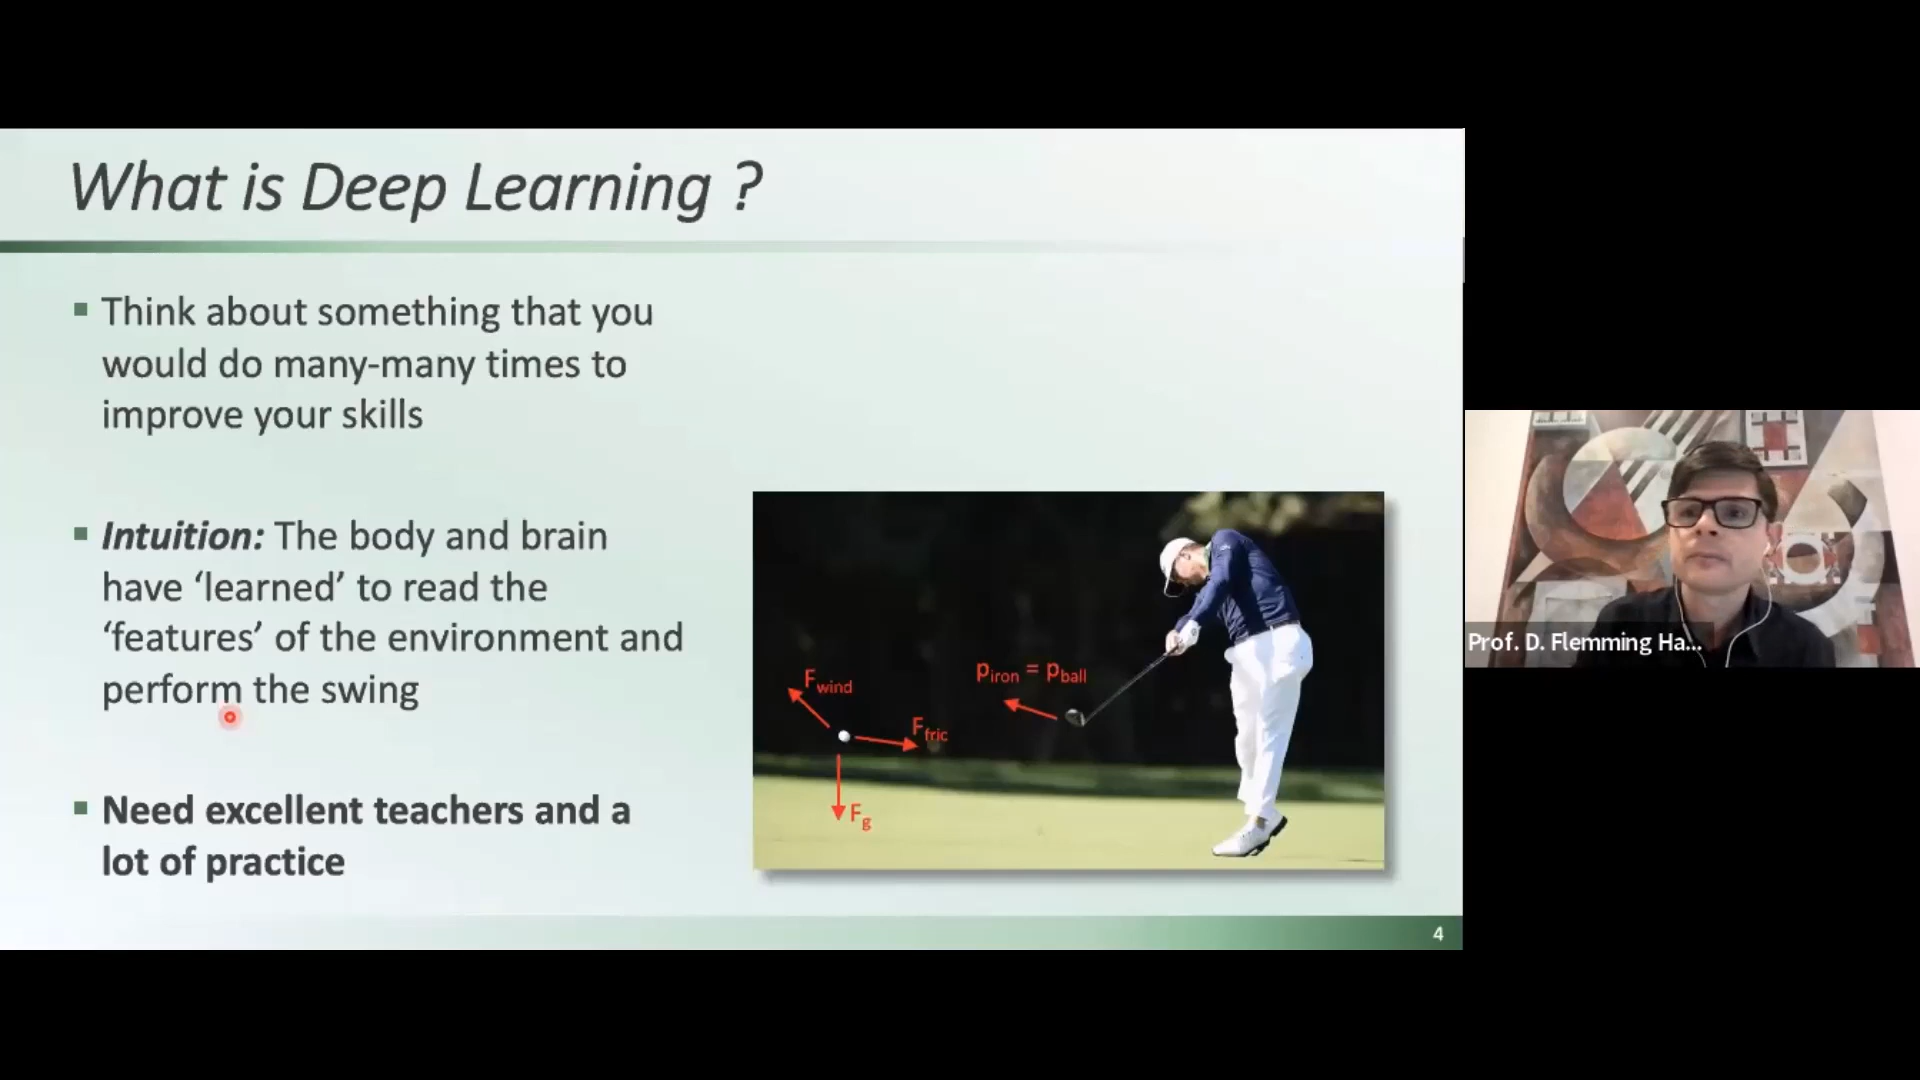 What is Deep Learning ?
Think about something that you
would do many-many times to
improve your skills
Intuition: The body and brain
have ‘learned’ to read the
‘features’ of the environment and
perform the swing
Need excellent teachers and a
lot of practice
Fwind
Ffric
Fg
piron = pball
4
Prof. D. Flemming Ha...